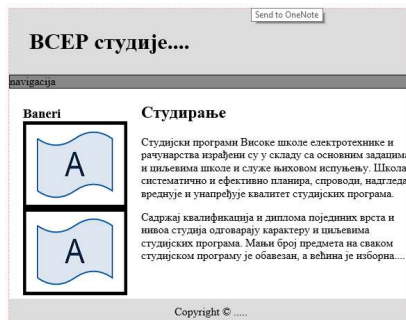 Send to OneNote
ВСЕР студије....
navigacija
Baneri
A
A
Студирање
Студијски програми Високе школе електротехнике и
рачунарства израђени су у складу са основним задацима
и циљевима школе и служе њиховом испуњењу. Школа
систематично и ефективно планира, спроводи, надгледа
вреднује и унапређује квалитет студијских програма.
Садржај квалификација и диплома појединих врста и
нивоа студија одговарају карактеру и циљевима
студијских програма. Мањи број предмета на сваком
студијском програму је обавезан, а већина је изборна....
Copyright © .....